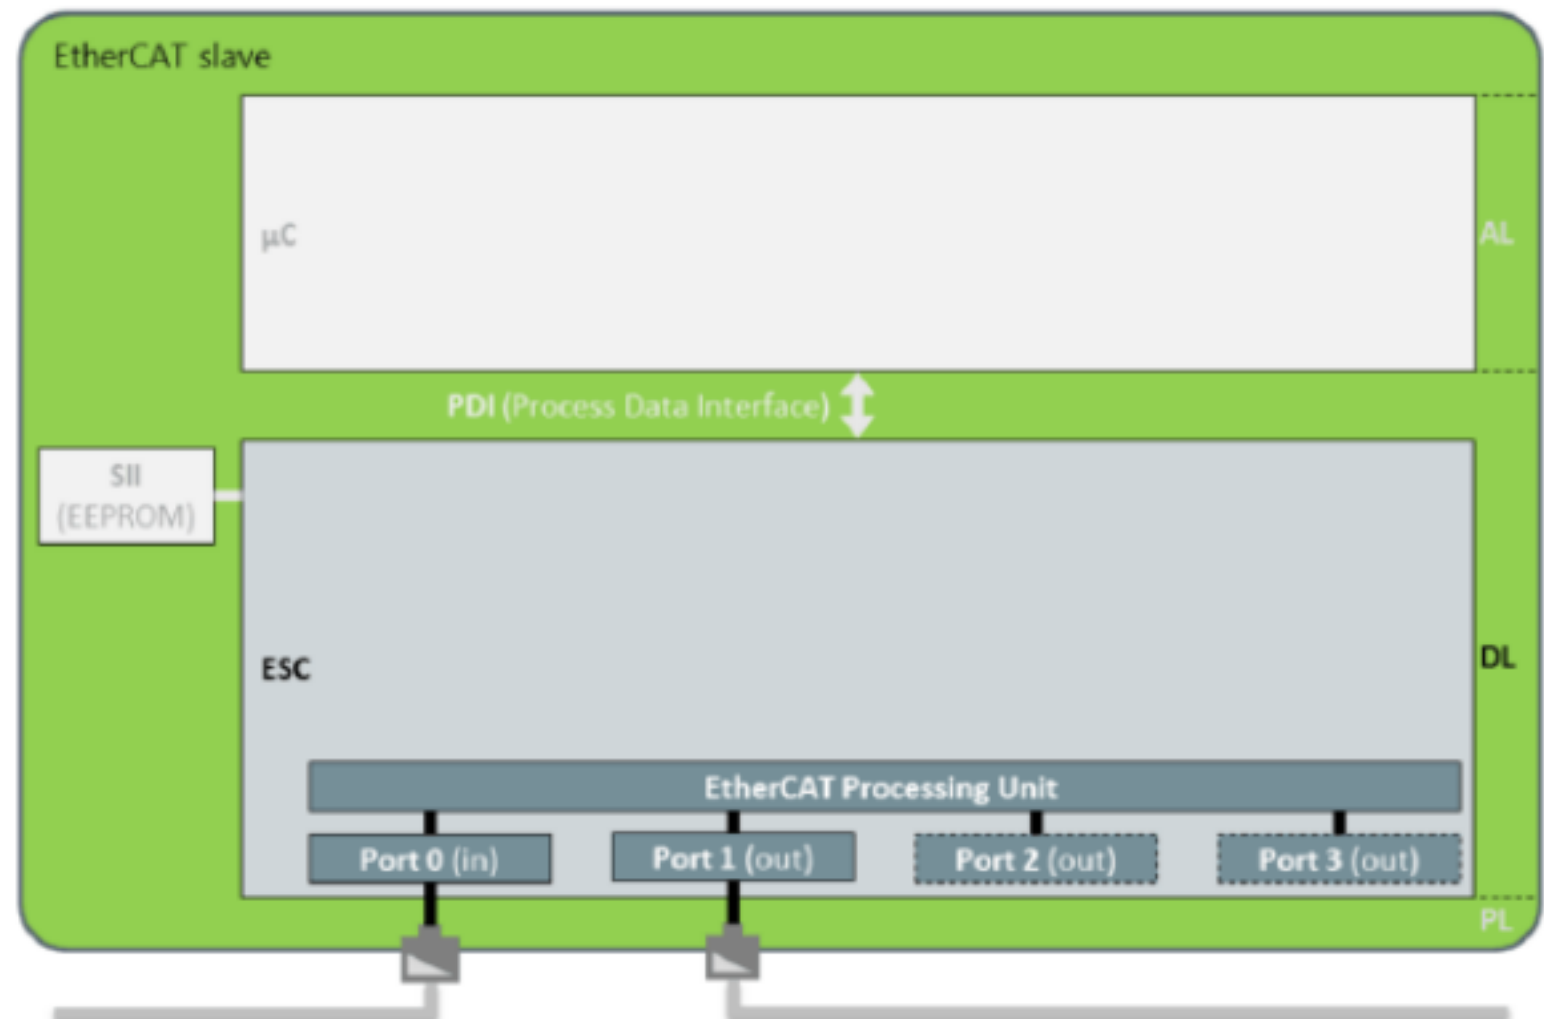 EtherCAT slave
µC
AL
PDI (Process Data Interface)
SII
(EEPROM)
ESC
DL
EtherCAT Processing Unit
Port 0 (in)
Port 1 (out)
Port 2 (out)
Port 3 (out)
PL